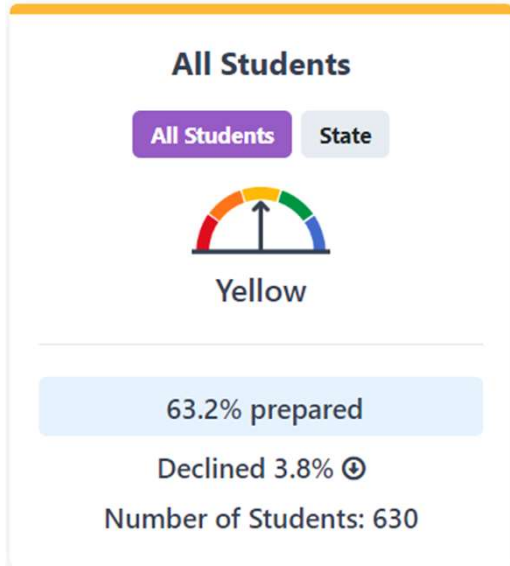 All Students
All Students State
Yellow
63.2% prepared
Declined 3.8%
Number of Students: 630